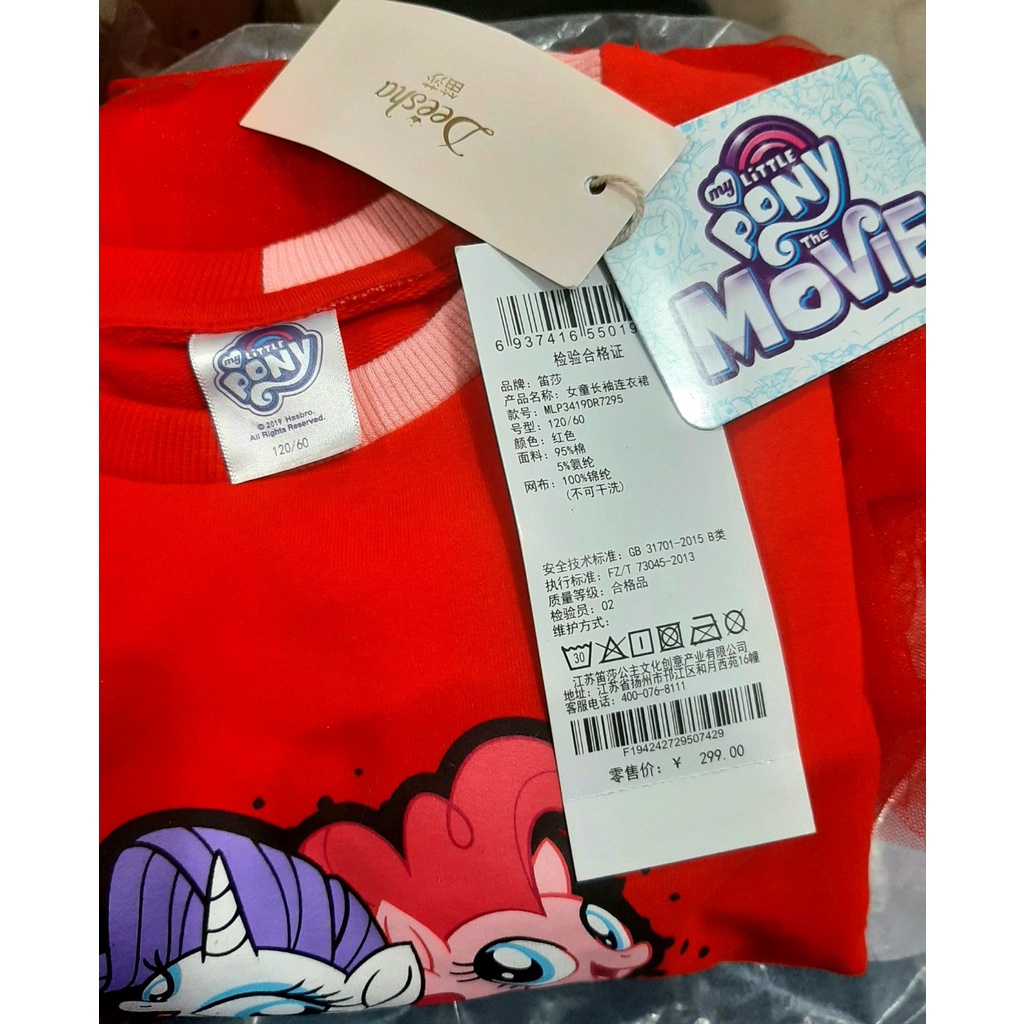 Deesha
笛莎
my LiTTLE
PONY
The
MOVIE
my LiTTLE
PONY
© 2019 Hasbro.
All Rights Reserved.
120/60
6 937416 55019
检验合格证
品牌: 笛莎
产品名称: 女童长袖连衣裙
款号: MLP3419DR7295
号型: 120/60
颜色: 红色
面料: 95%棉
5%氨纶
网布: 100%锦纶
(不可干洗)
安全技术标准: GB 31701-2015 B类
执行标准: FZ/T 73045-2013
质量等级: 合格品
检验员: 02
维护方式:
30
江苏笛莎公主文化创意产业有限公司
地址: 江苏省扬州市邗江区和月西苑16幢
客服电话: 400-076-8111
F194242729507429
零售价: ¥ 299.00